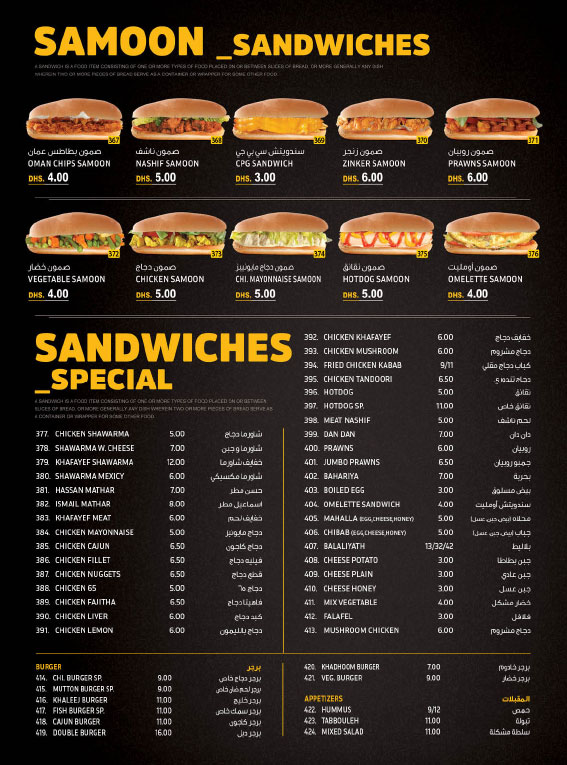 SAMOON _SANDWICHES
A SANDWICH IS A FOOD ITEM CONSISTING OF ONE OR MORE TYPES OF FOOD PLACED ON OR BETWEEN SLICES OF BREAD, OR MORE GENERALLY ANY DISH
WHEREIN TWO OR MORE PIECES OF BREAD SERVE AS A CONTAINER OR WRAPPER FOR SOME OTHER FOOD.
367 368 369 370 371
صمون بطاطس عمان صمون ناشف سندويتش سي بي جي صمون زنجر صمون روبيان
OMAN CHIPS SAMOON NASHIF SAMOON CPG SANDWICH ZINKER SAMOON PRAWNS SAMOON
DHS. 4.00 DHS. 5.00 DHS. 3.00 DHS. 6.00 DHS. 6.00
372 373 374 375 376
صمون خضار صمون دجاج صمون دجاج مايونييز صمون نقانق صمون أومليت
VEGETABLE SAMOON CHICKEN SAMOON CHI. MAYONNAISE SAMOON HOTDOG SAMOON OMELETTE SAMOON
DHS. 4.00 DHS. 5.00 DHS. 5.00 DHS. 5.00 DHS. 4.00
SANDWICHES
_SPECIAL
A SANDWICH IS A FOOD ITEM CONSISTING OF ONE OR MORE TYPES OF FOOD PLACED ON OR BETWEEN
SLICES OF BREAD, OR MORE GENERALLY ANY DISH WHEREIN TWO OR MORE PIECES OF BREAD SERVE AS
A CONTAINER OR WRAPPER FOR SOME OTHER FOOD.
377. CHICKEN SHAWARMA 5.00 شاورما دجاج
378. SHAWARMA W. CHEESE 7.00 شاورما و جبن
379. KHAFAYEF SHAWARMA 12.00 خفايف شاورما
380. SHAWARMA MEXICY 6.00 شاورما مكسيكي
381. HASSAN MATHAR 7.00 حسن مطر
382. ISMAIL MATHAR 8.00 اسماعيل مطر
383. KHAFAYEF MEAT 6.00 خفايف لحم
384. CHICKEN MAYONNAISE 5.00 دجاج مايونيز
385. CHICKEN CAJUN 6.50 دجاج كاجون
386. CHICKEN FILLET 6.50 فيليه دجاج
387. CHICKEN NUGGETS 6.50 قطع دجاج
388. CHICKEN 65 5.00 دجاج ٦٥
389. CHICKEN FAJITHA 6.50 فاهيتا دجاج
390. CHICKEN LIVER 6.00 كبد دجاج
391. CHICKEN LEMON 6.00 دجاج بالليمون
392. CHICKEN KHAFAYEF 6.00 خفايف دجاج
393. CHICKEN MUSHROOM 6.00 دجاج مشروم
394. FRIED CHICKEN KABAB 9/11 كباب دجاج مقلي
395. CHICKEN TANDOORI 6.50 دجاج تندوري
396. HOTDOG 5.00 نقانق
397. HOTDOG SP. 11.00 نقانق خاص
398. MEAT NASHIF 5.00 لحم ناشف
399. DAN DAN 7.00 دان دان
400. PRAWNS 6.00 روبيان
401. JUMBO PRAWNS 6.50 جمبو روبيان
402. BAHARIYA 7.00 بحرية
403. BOILED EGG 3.00 بيض مسلوق
404. OMELETTE SANDWICH 4.00 سندويتش أومليت
405. MAHALLA (EGG,CHEESE,HONEY) 5.00 محله (بيض جبن عسل)
406. CHIBAB (EGG,CHEESE,HONEY) 5.00 جباب (بيض جبن عسل)
407. BALALIYATH 13/32/42 بلاليط
408. CHEESE POTATO 3.00 جبن بطاطا
409. CHEESE PLAIN 3.00 جبن عادي
410. CHEESE HONEY 3.00 جبن عسل
411. MIX VEGETABLE 4.00 خضار مشكل
412. FALAFEL 3.00 فلافل
413. MUSHROOM CHICKEN 6.00 دجاج مشروم
BURGER برجر
414. CHI. BURGER SP. 9.00 برجر دجاج خاص
415. MUTTON BURGER SP. 9.00 برجر لحم ضان خاص
416. KHALEEJ BURGER 11.00 برجر خليج
417. FISH BURGER SP. 11.00 برجر سمك خاص
418. CAJUN BURGER 11.00 برجر كاجون
419. DOUBLE BURGER 16.00 برجر دبل
420. KHADHOOM BURGER 7.00 برجر خادوم
421. VEG. BURGER 9.00 برجر خضار
APPETIZERS المقبلات
422. HUMMUS 9/12 حمص
423. TABBOULEH 11.00 تبولة
424. MIXED SALAD 11.00 سلطة مشكلة